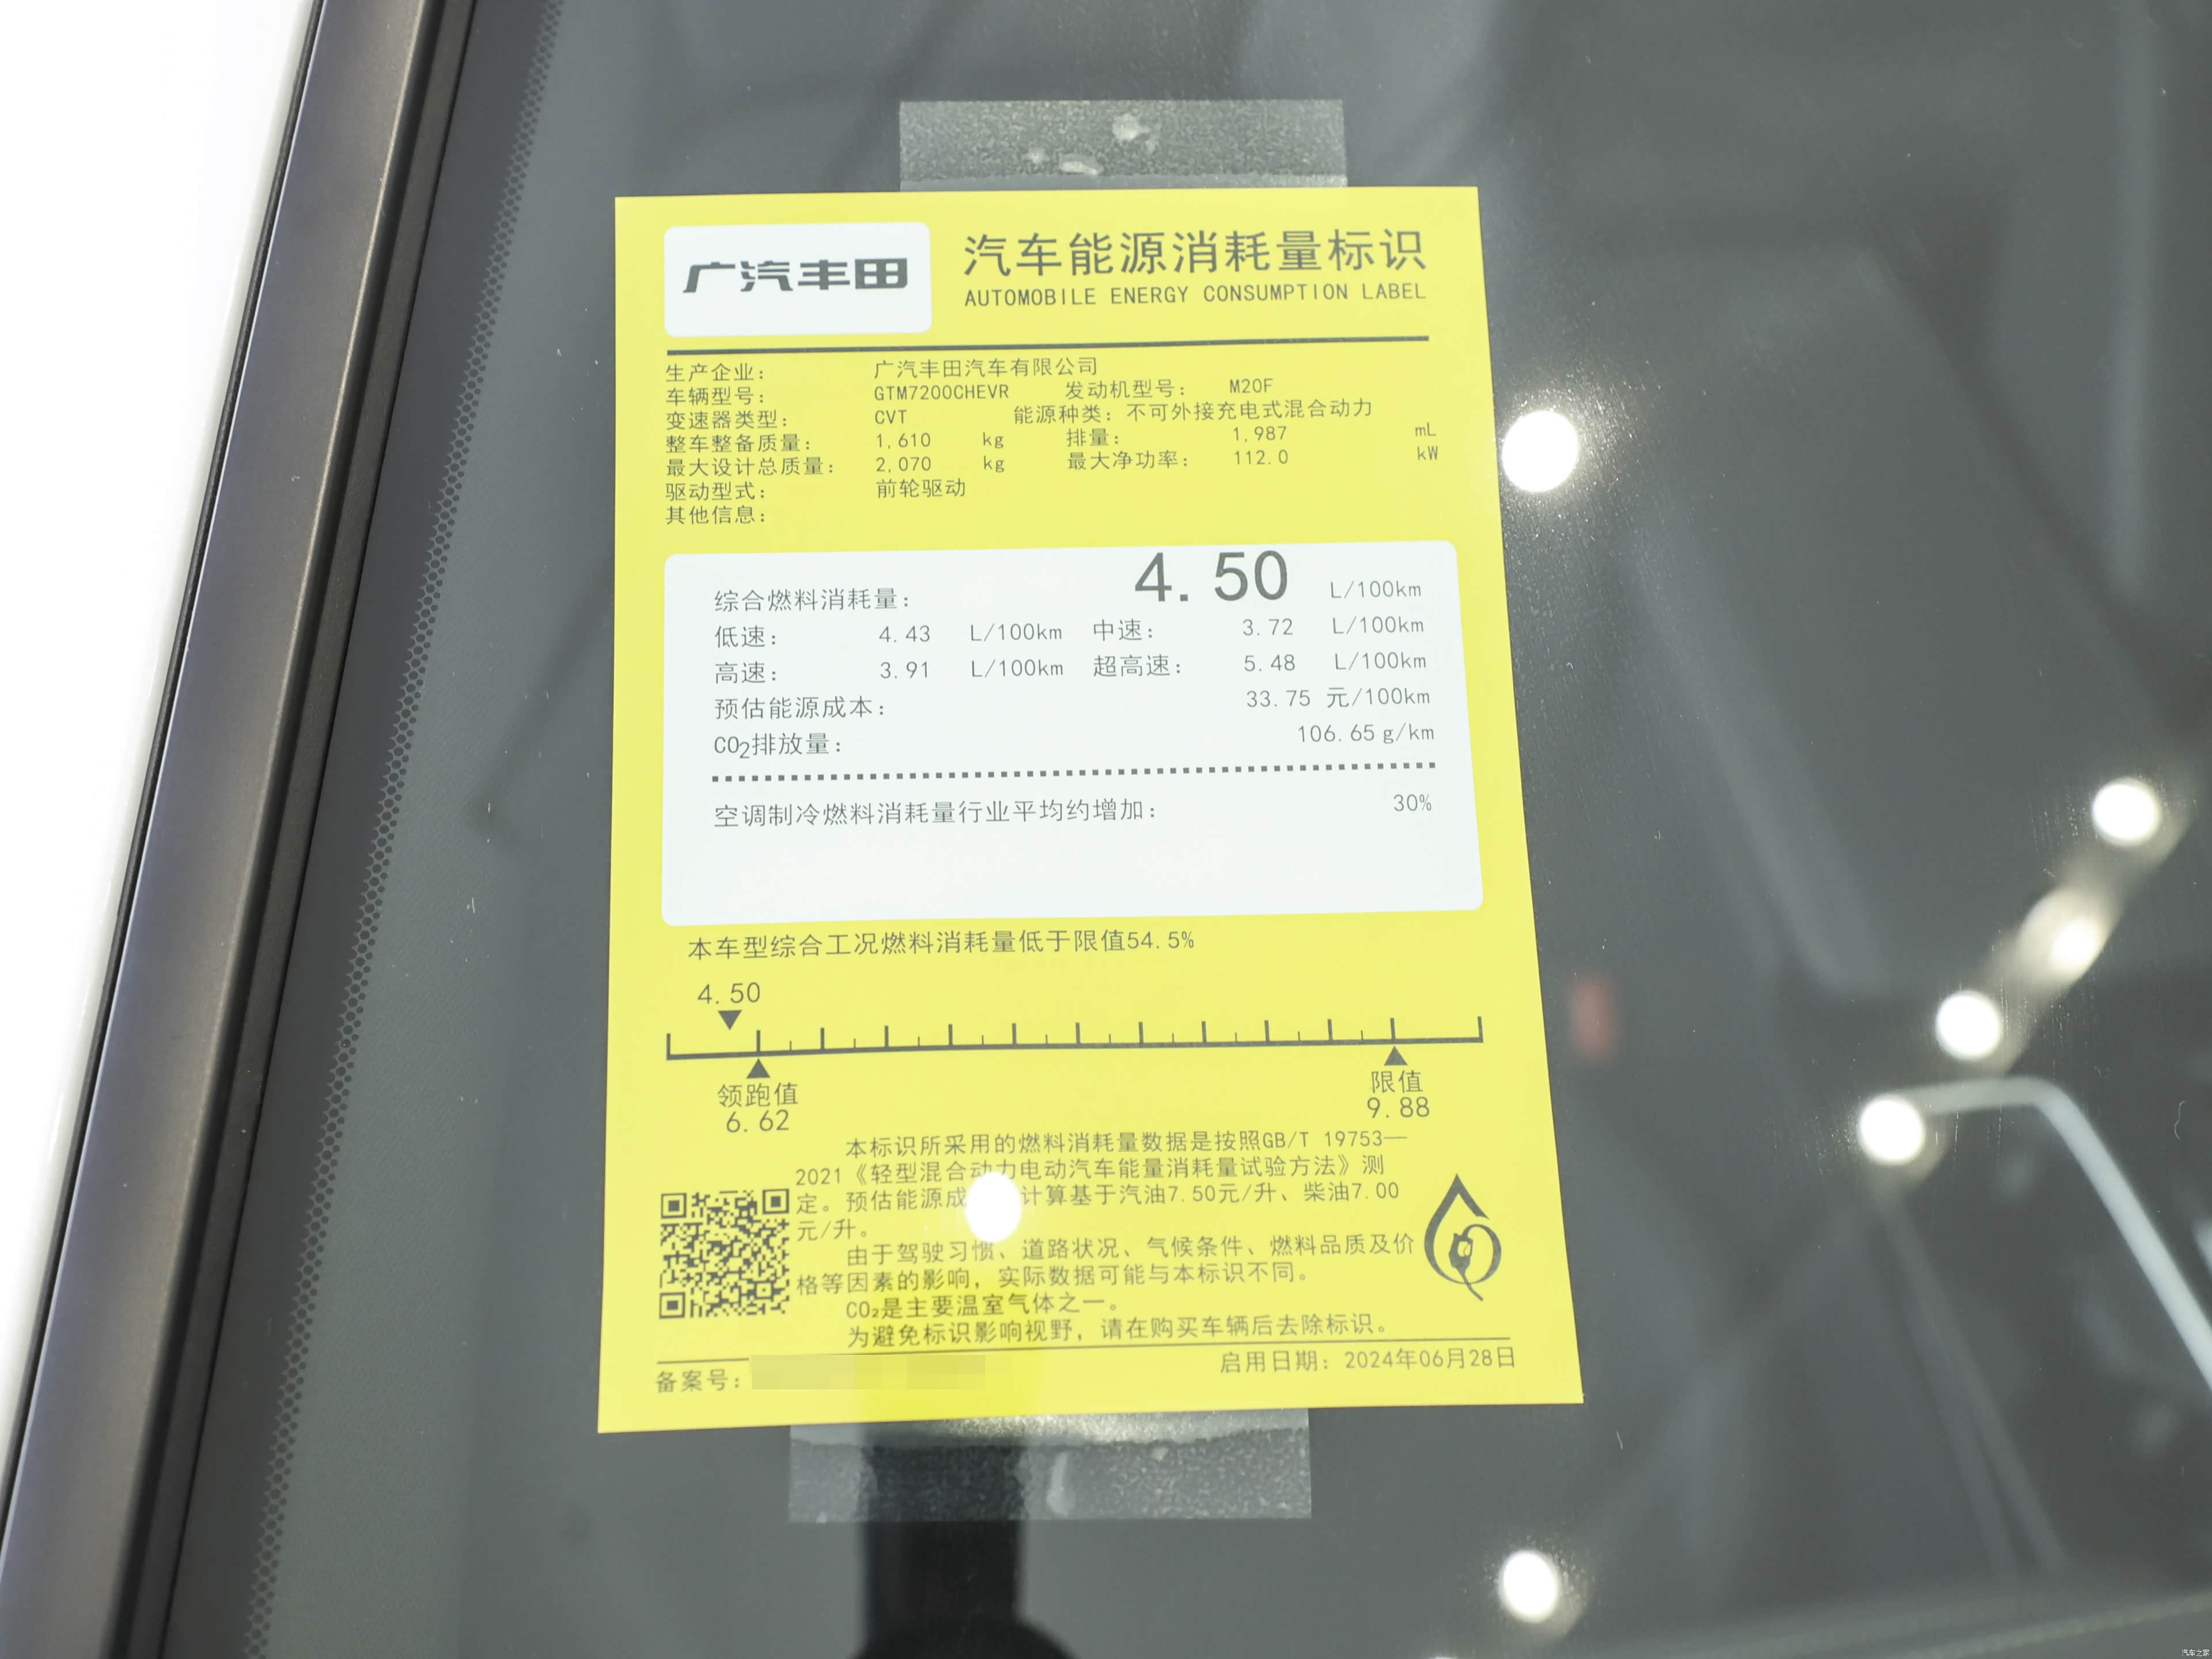 广汽丰田
汽车能源消耗量标识
AUTOMOBILE ENERGY CONSUMPTION LABEL
生产企业： 广汽丰田汽车有限公司
车辆型号： GTM7200CHEVR 发动机型号： M20F
变速器类型： CVT 能源种类：不可外接充电式混合动力
整车整备质量： 1,610 kg 排量： 1,987 mL
最大设计总质量： 2,070 kg 最大净功率： 112.0 kW
驱动型式： 前轮驱动
其他信息：
综合燃料消耗量： 4.50 L/100km
低速： 4.43 L/100km 中速： 3.72 L/100km
高速： 3.91 L/100km 超高速： 5.48 L/100km
预估能源成本： 33.75 元/100km
CO₂排放量： 106.65 g/km
空调制冷燃料消耗量行业平均约增加： 30%
本车型综合工况燃料消耗量低于限值54.5%
4.50
领跑值 限值
6.62 9.88
本标识所采用的燃料消耗量数据是按照GB/T 19753—
2021《轻型混合动力电动汽车能量消耗量试验方法》测
定。预估能源成 计算基于汽油7.50元/升、柴油7.00
元/升。
由于驾驶习惯、道路状况、气候条件、燃料品质及价
格等因素的影响，实际数据可能与本标识不同。
CO₂是主要温室气体之一。
为避免标识影响视野，请在购买车辆后去除标识。
备案号： 启用日期：2024年06月28日
汽车之家